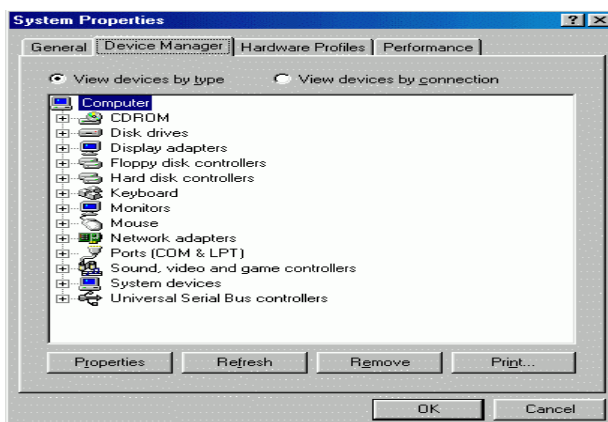 System Properties
General Device Manager Hardware Profiles Performance
View devices by type View devices by connection
Computer
CDROM
Disk drives
Display adapters
Floppy disk controllers
Hard disk controllers
Keyboard
Monitors
Mouse
Network adapters
Ports (COM & LPT)
Sound, video and game controllers
System devices
Universal Serial Bus controllers
Properties Refresh Remove Print...
OK Cancel